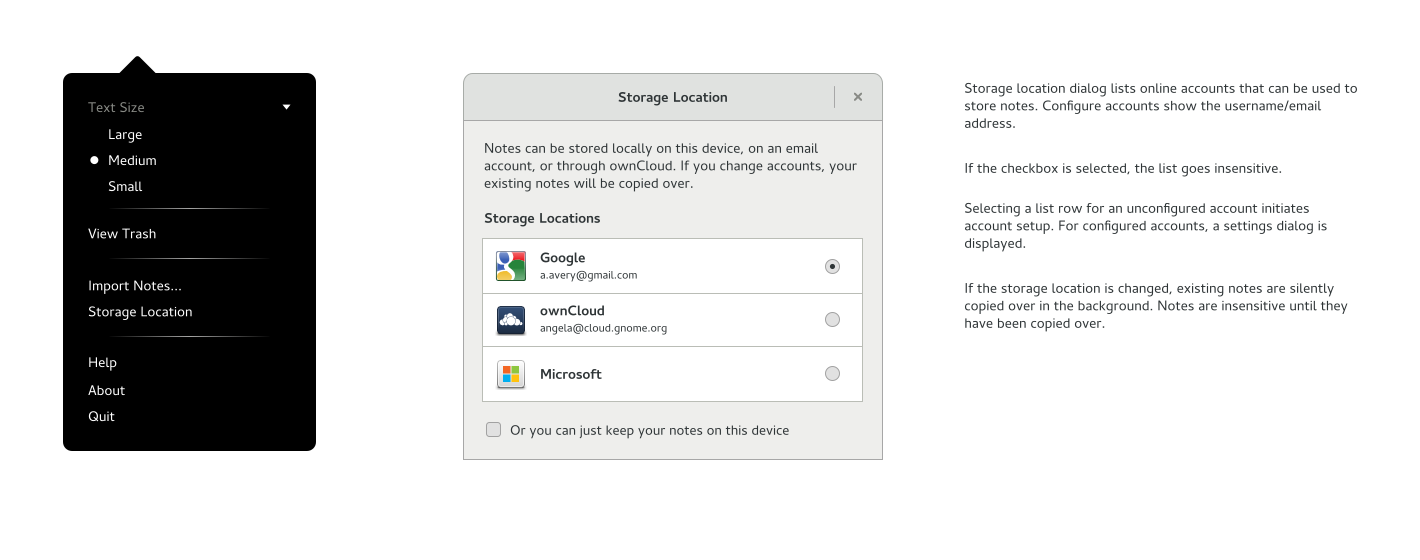 Text Size
Large
Medium
Small
View Trash
Import Notes...
Storage Location
Help
About
Quit
Storage Location
Notes can be stored locally on this device, on an email
account, or through ownCloud. If you change accounts, your
existing notes will be copied over.
Storage Locations
Google
a.avery@gmail.com
ownCloud
angela@cloud.gnome.org
Microsoft
Or you can just keep your notes on this device
Storage location dialog lists online accounts that can be used to
store notes. Configure accounts show the username/email
address.
If the checkbox is selected, the list goes insensitive.
Selecting a list row for an unconfigured account initiates
account setup. For configured accounts, a settings dialog is
displayed.
If the storage location is changed, existing notes are silently
copied over in the background. Notes are insensitive until they
have been copied over.